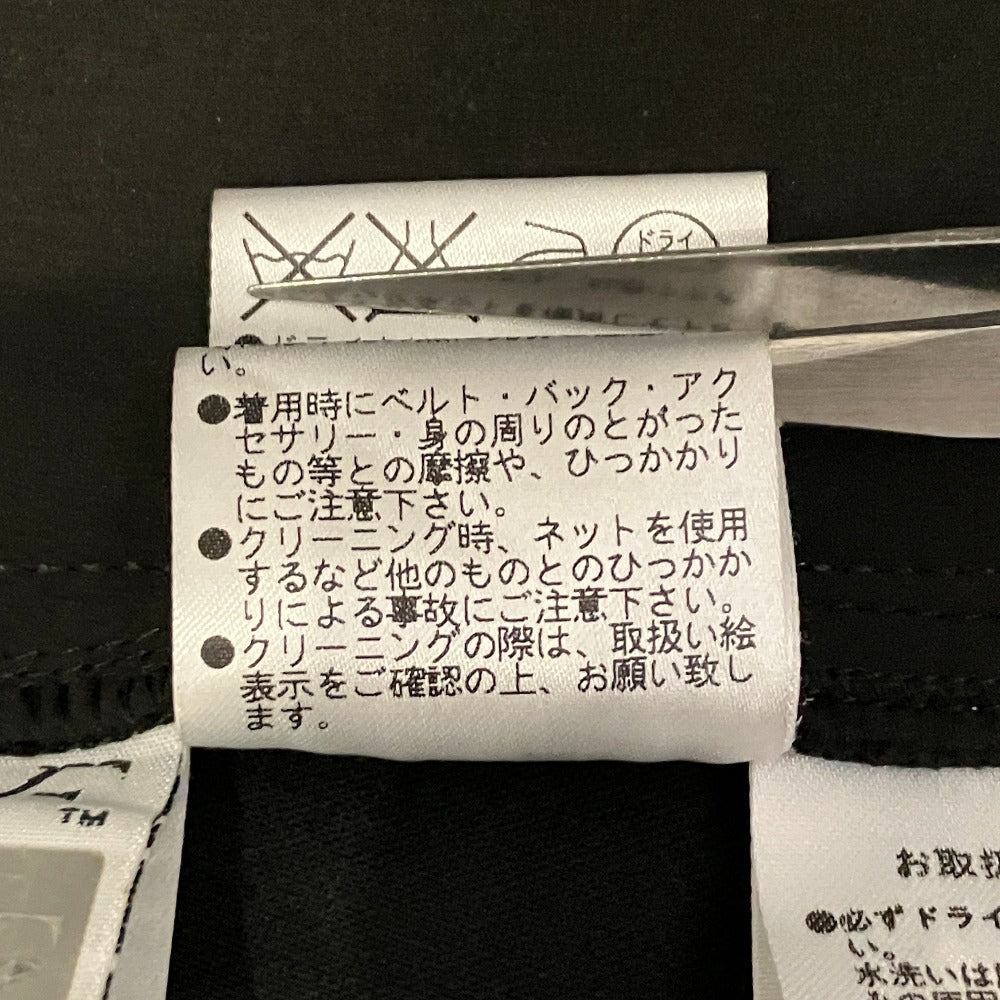 ドライ
い。
●着用時にベルト・バック・アク
セサリー・身の周りのとがった
もの等との摩擦や、ひっかかり
にご注意下さい。
●クリーニング時、ネットを使用
するなど他のものとのひっかか
りによる事故にご注意下さい。
●クリーニングの際は、取扱い絵
表示をご確認の上、お願い致し
ます。
TM
お取扱
●必ずドライ
い。
水洗いは